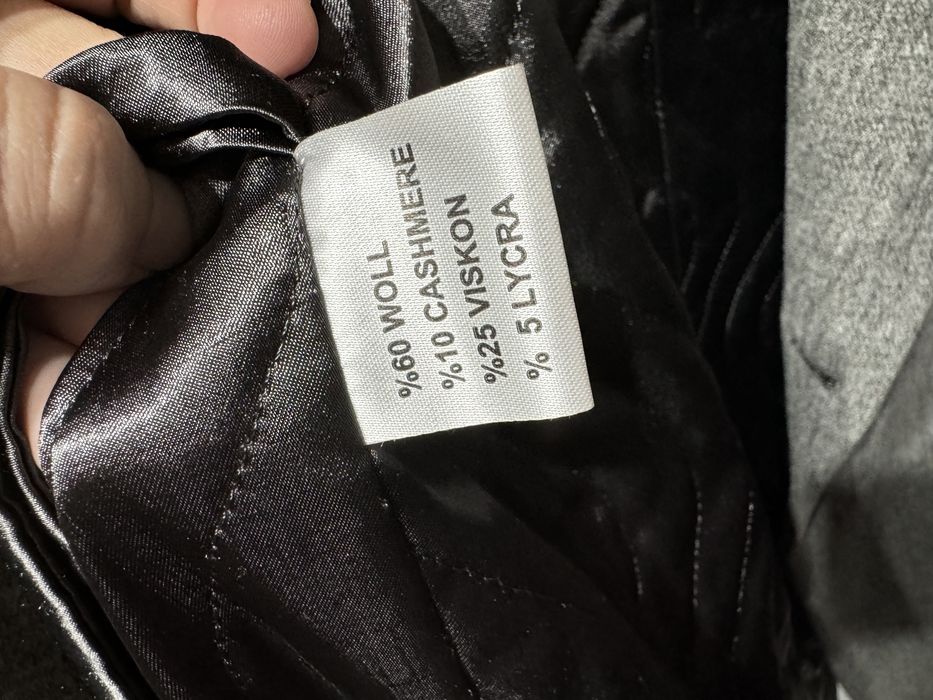 %60 WOLL
%10 CASHMERE
%25 VISKON
% 5 LYCRA